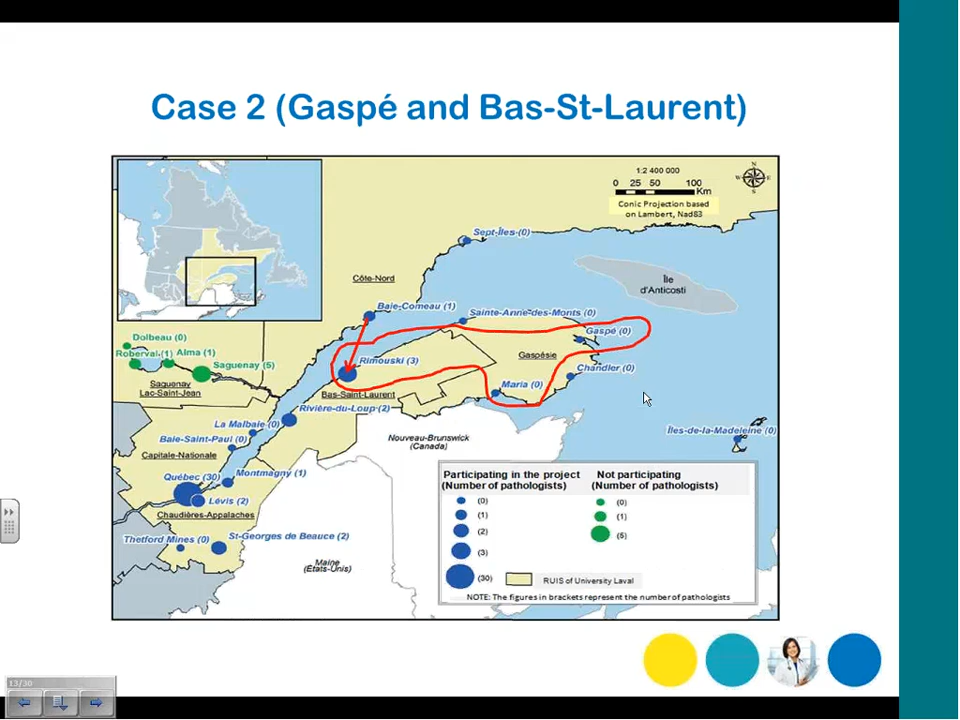 Case 2 (Gaspé and Bas-St-Laurent)
1:2 400 000
0 25 50 100
Km
Conic Projection based
on Lambert, Nad83
N
W E
S
Sept-Îles (0)
Côte-Nord
Île
d'Anticosti
Baie-Comeau (1)
Sainte-Anne-des-Monts (0)
Gaspé (0)
Dolbeau (0)
Roberval (1) Alma (1)
Saguenay (5)
Rimouski (3)
Gaspésie
Chandler (0)
Saguenay
Lac-Saint-Jean
Bas-Saint-Laurent
Maria (0)
Rivière-du-Loup (2)
La Malbaie (0)
Baie-Saint-Paul (0)
Nouveau-Brunswick
(Canada)
Îles-de-la-Madeleine (0)
Capitale-Nationale
Québec (30)
Montmagny (1)
Lévis (2)
Chaudières-Appalaches
Thetford Mines (0)
St-Georges de Beauce (2)
Maine
(États-Unis)
Participating in the project
(Number of pathologists)
Not participating
(Number of pathologists)
(0)
(1)
(2)
(3)
(30)
(0)
(1)
(5)
RUIS of University Laval
NOTE: The figures in brackets represent the number of pathologists
13/30